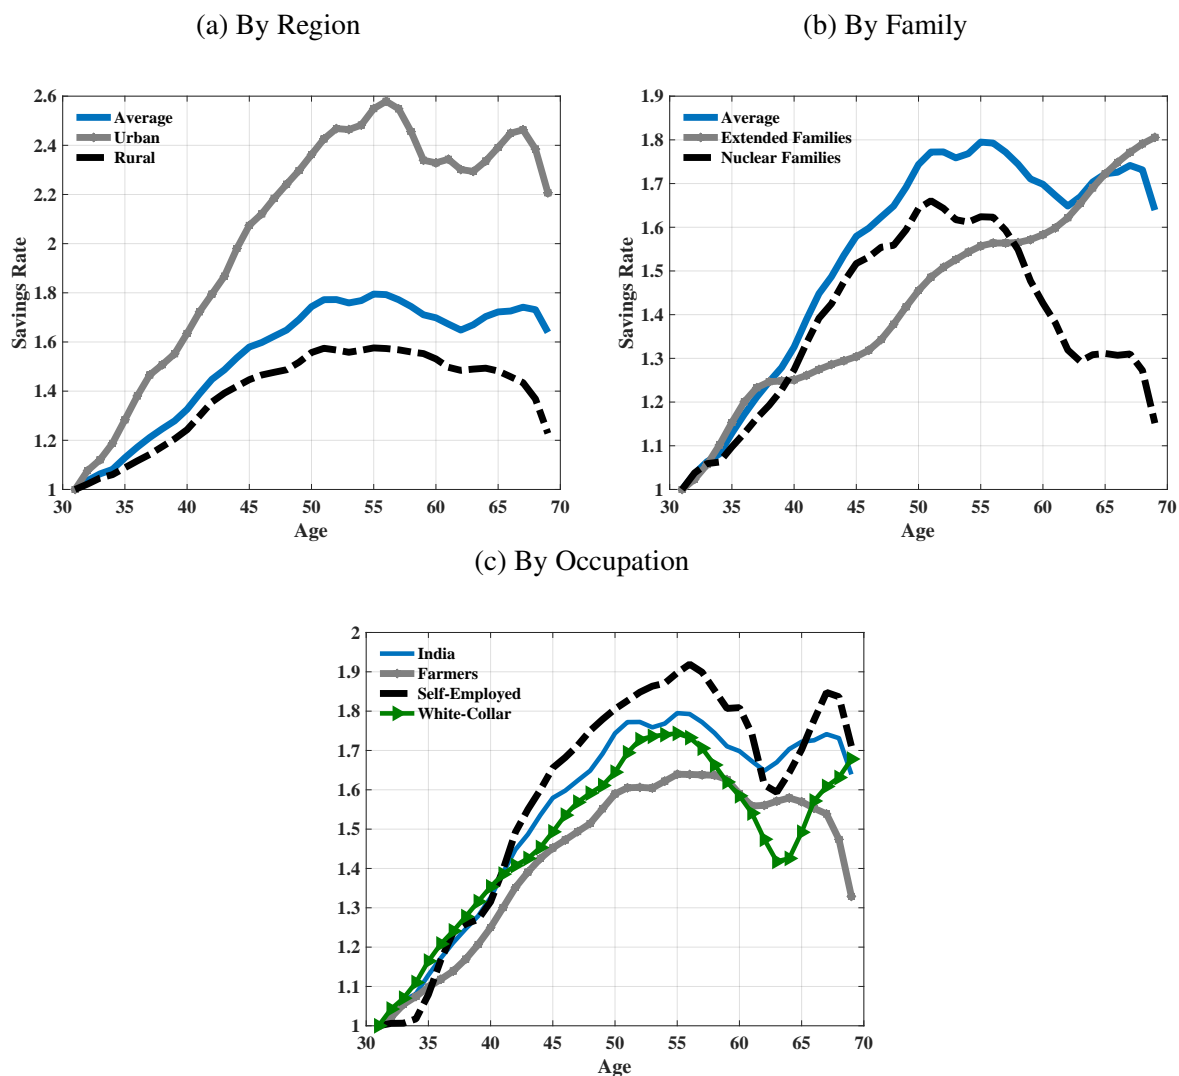 (a) By Region
(b) By Family
2.6
2.4
2.2
2
1.8
1.6
1.4
1.2
1
Savings Rate
Average
Urban
Rural
30 35 40 45 50 55 60 65 70
Age
1.9
1.8
1.7
1.6
1.5
1.4
1.3
1.2
1.1
1
Savings Rate
Average
Extended Families
Nuclear Families
30 35 40 45 50 55 60 65 70
Age
(c) By Occupation
2
1.9
1.8
1.7
1.6
1.5
1.4
1.3
1.2
1.1
1
India
Farmers
Self-Employed
White-Collar
30 35 40 45 50 55 60 65 70
Age